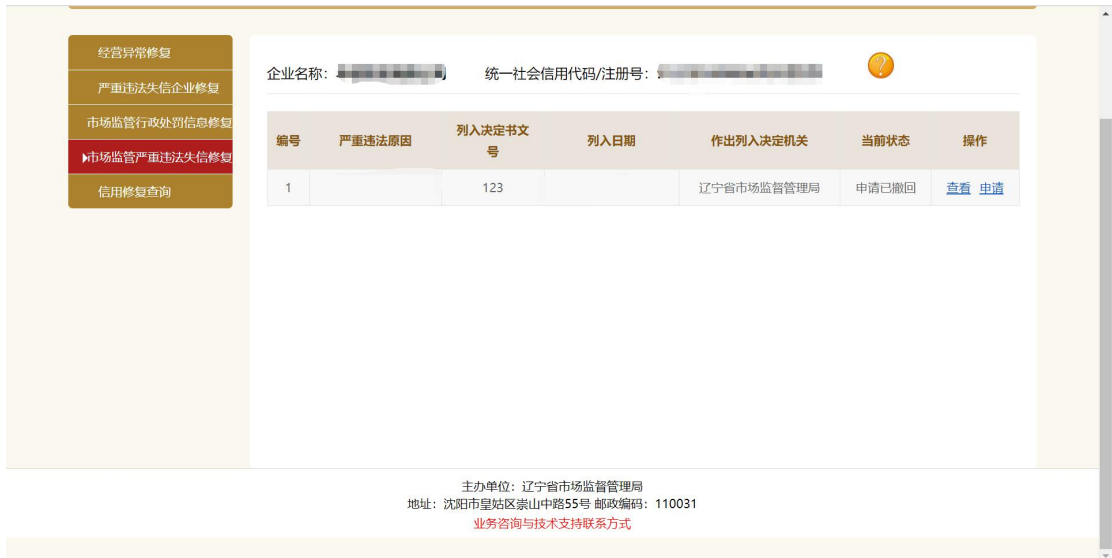 经营异常修复
严重违法失信企业修复
市场监管行政处罚信息修复
市场监管严重违法失信修复
信用修复查询
企业名称： 统一社会信用代码/注册号：
编号 严重违法原因 列入决定书文号 列入日期 作出列入决定机关 当前状态 操作
1 123 辽宁省市场监督管理局 申请已撤回 查看 申请
主办单位：辽宁省市场监督管理局
地址：沈阳市皇姑区崇山中路55号 邮政编码：110031
业务咨询与技术支持联系方式